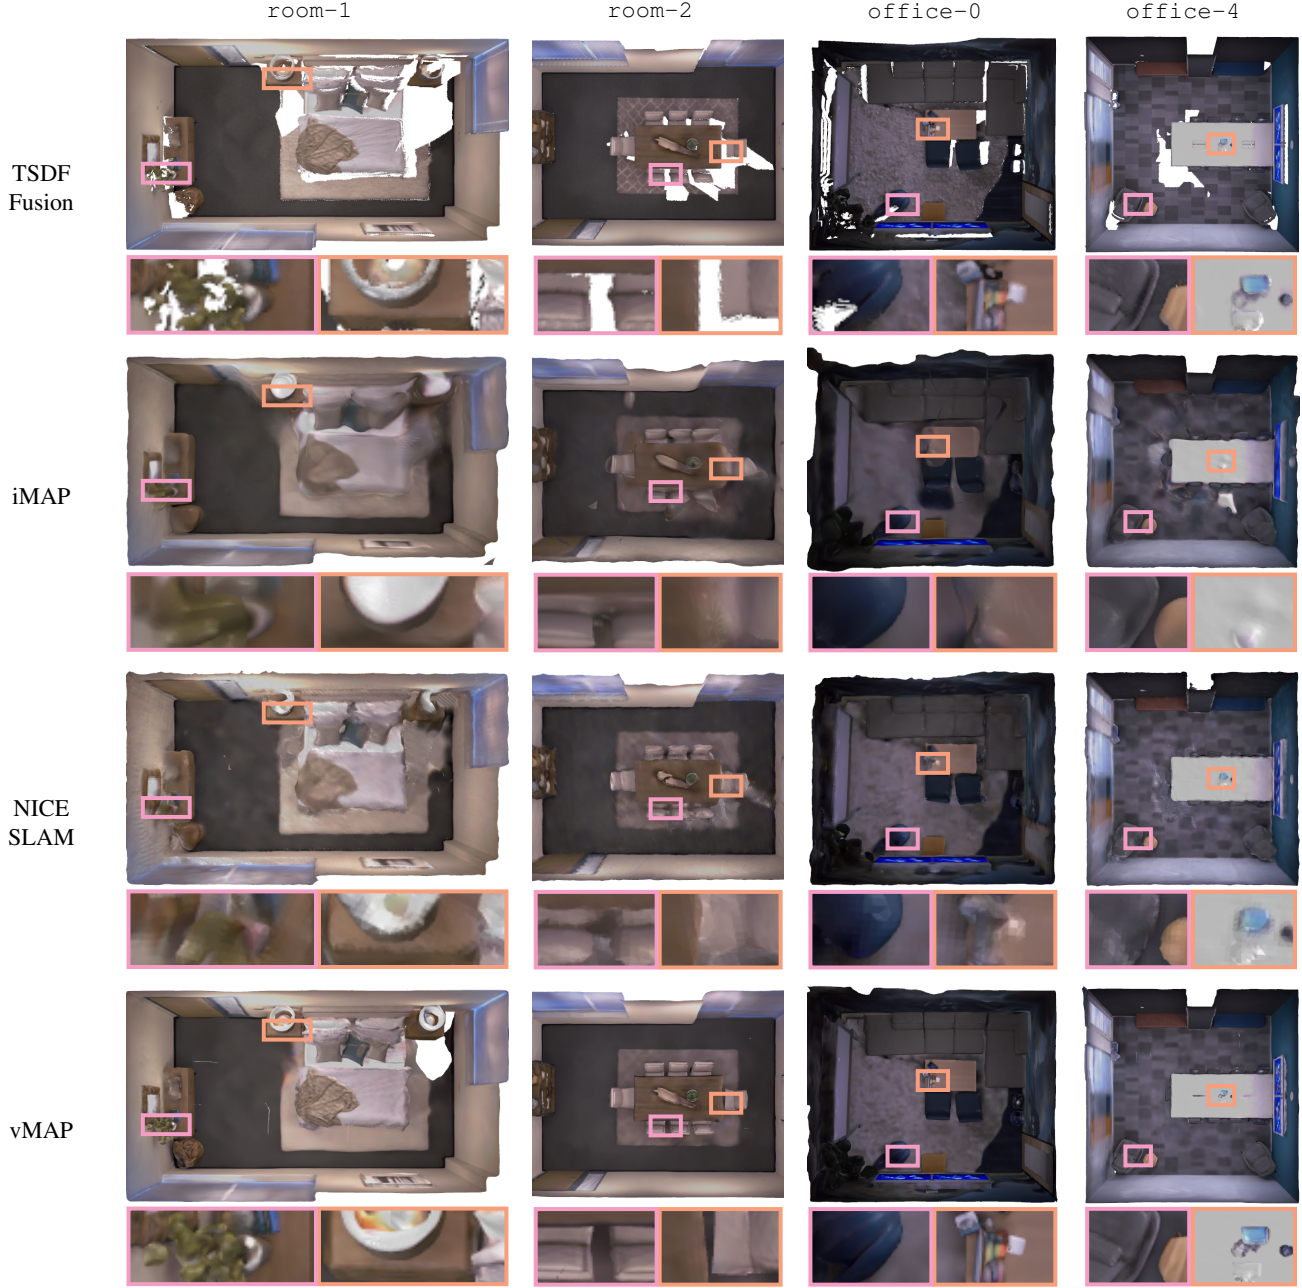 room-1 room-2 office-0 office-4
TSDF
Fusion
iMAP
NICE
SLAM
vMAP